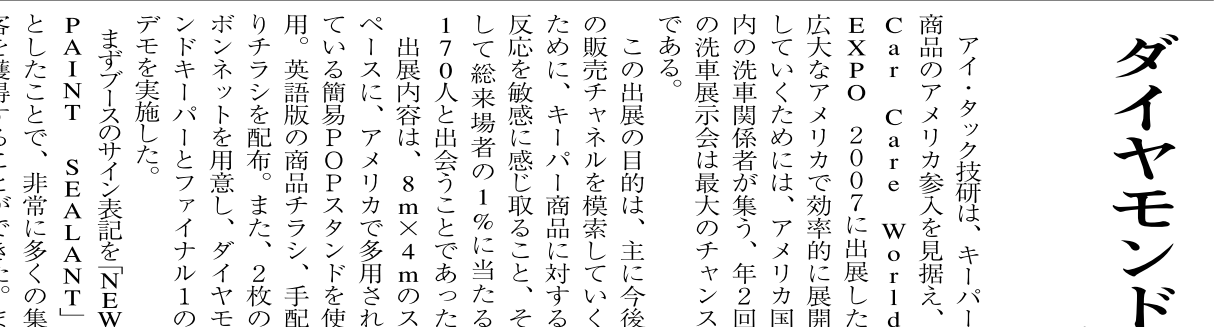 ダイヤモンド
アイ・タック技研は、キーパー
商品のアメリカ参入を見据え、
Car Care World
EXPO 2007に出展した
広大なアメリカで効率的に展開
していくためには、アメリカ国
内の洗車関係者が集う、年2回
の洗車展示会は最大のチャンス
である。
この出展の目的は、主に今後
の販売チャネルを模索していく
ために、キーパー商品に対する
反応を敏感に感じ取ること、そ
して総来場者の1%に当たる
170人と出会うことであった
出展内容は、8m×4mのス
ペースに、アメリカで多用され
ている簡易POPスタンドを使
用。英語版の商品チラシ、手配
りチラシを配布。また、2枚の
ボンネットを用意し、ダイヤモ
ンドキーパーとファイナル1の
デモを実施した。
まずブースのサイン表記を「NEW
PAINT SEALANT」
としたことで、非常に多くの集
客を獲得することができた。ま